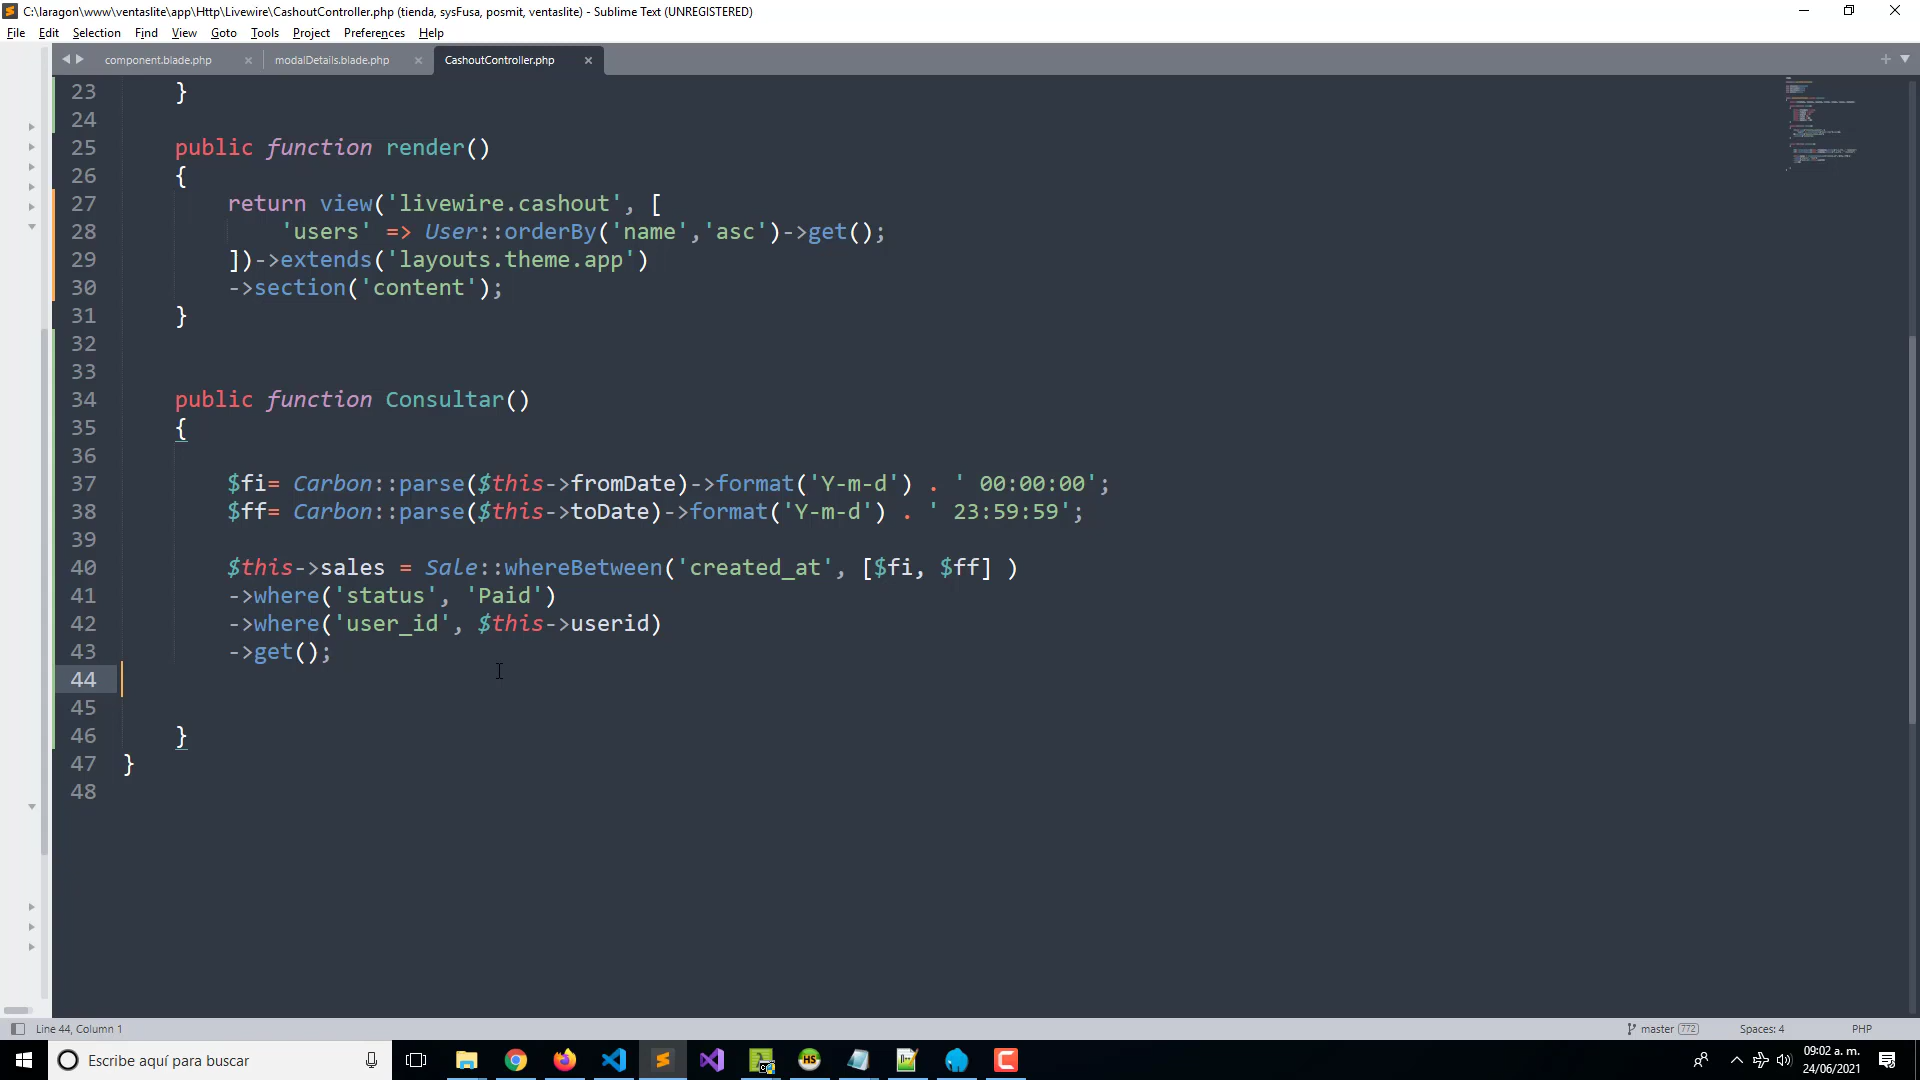 C:\laragon\www\ventaslite\app\Http\Livewire\CashoutController.php (tienda, sysFusa, posmit, ventaslite) - Sublime Text (UNREGISTERED)
File Edit Selection Find View Goto Tools Project Preferences Help
component.blade.php modalDetails.blade.php CashoutController.php
23 }
24
25 public function render()
26 {
27 return view('livewire.cashout', [
28 'users' => User::orderBy('name','asc')->get();
29 ])->extends('layouts.theme.app')
30 ->section('content');
31 }
32
33
34 public function Consultar()
35 {
36
37 $fi= Carbon::parse($this->fromDate)->format('Y-m-d') . ' 00:00:00';
38 $ff= Carbon::parse($this->toDate)->format('Y-m-d') . ' 23:59:59';
39
40 $this->sales = Sale::whereBetween('created_at', [$fi, $ff] )
41 ->where('status', 'Paid')
42 ->where('user_id', $this->userid)
43 ->get();
44
45
46 }
47 }
48
Line 44, Column 1 master 772 Spaces: 4 PHP
Escribe aquí para buscar
09:02 a. m.
24/06/2021